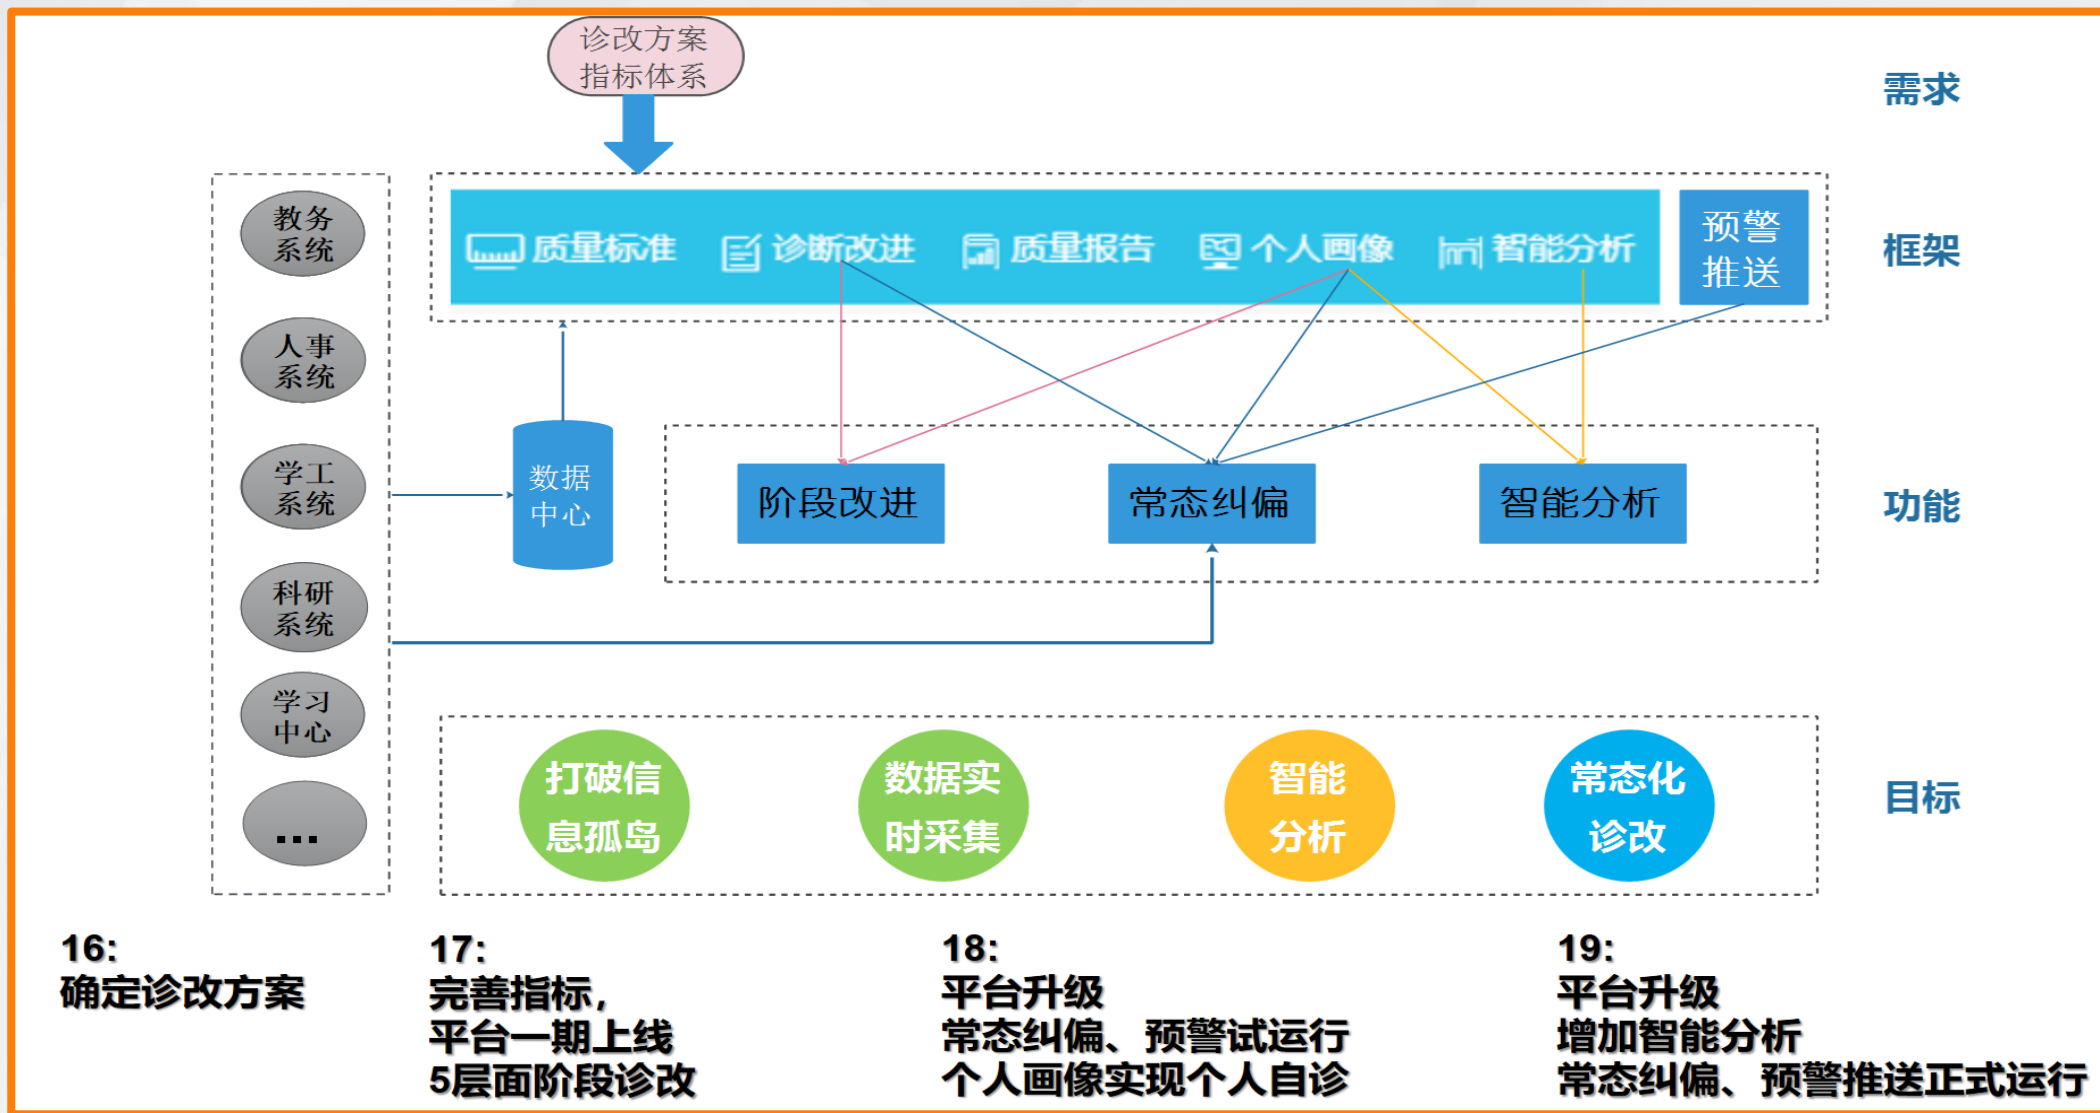 诊改方案
指标体系
需求
教务
系统
人事
系统
学工
系统
科研
系统
学习
中心
...
质量标准
诊断改进
质量报告
个人画像
智能分析
预警
推送
框架
数据
中心
阶段改进
常态纠偏
智能分析
功能
打破信
息孤岛
数据实
时采集
智能
分析
常态化
诊改
目标
16:
确定诊改方案
17:
完善指标，
平台一期上线
5层面阶段诊改
18:
平台升级
常态纠偏、预警试运行
个人画像实现个人自诊
19:
平台升级
增加智能分析
常态纠偏、预警推送正式运行